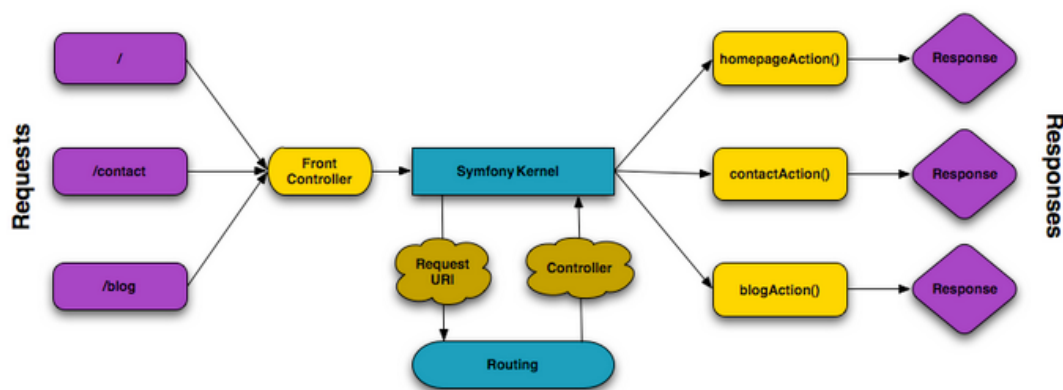 Requests
/
/contact
/blog
Front
Controller
Symfony Kernel
Request
URI
Controller
Routing
homepageAction()
contactAction()
blogAction()
Response
Response
Response
Responses